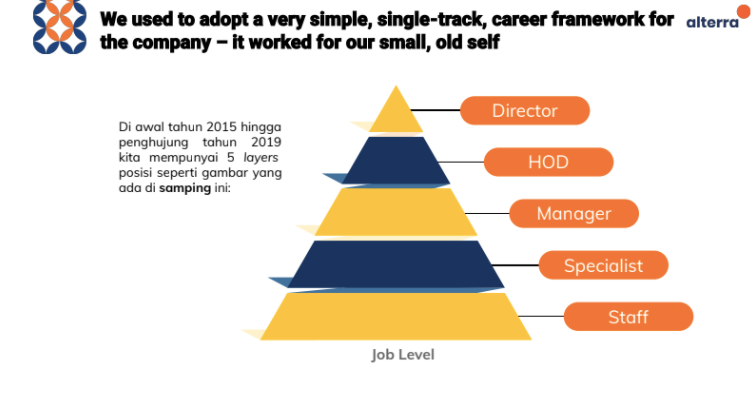 We used to adopt a very simple, single-track, career framework for
the company – it worked for our small, old self
alterra
Di awal tahun 2015 hingga
penghujung tahun 2019
kita mempunyai 5 layers
posisi seperti gambar yang
ada di samping ini:
Director
HOD
Manager
Specialist
Staff
Job Level